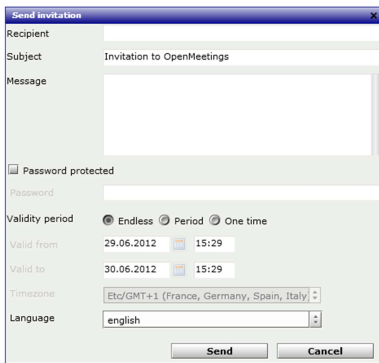 Send invitation x
Recipient
Subject Invitation to OpenMeetings
Message
Password protected
Password
Validity period Endless Period One time
Valid from 29.06.2012 15:29
Valid to 30.06.2012 15:29
Timezone Etc/GMT+1 (France, Germany, Spain, Italy
Language english
Send Cancel